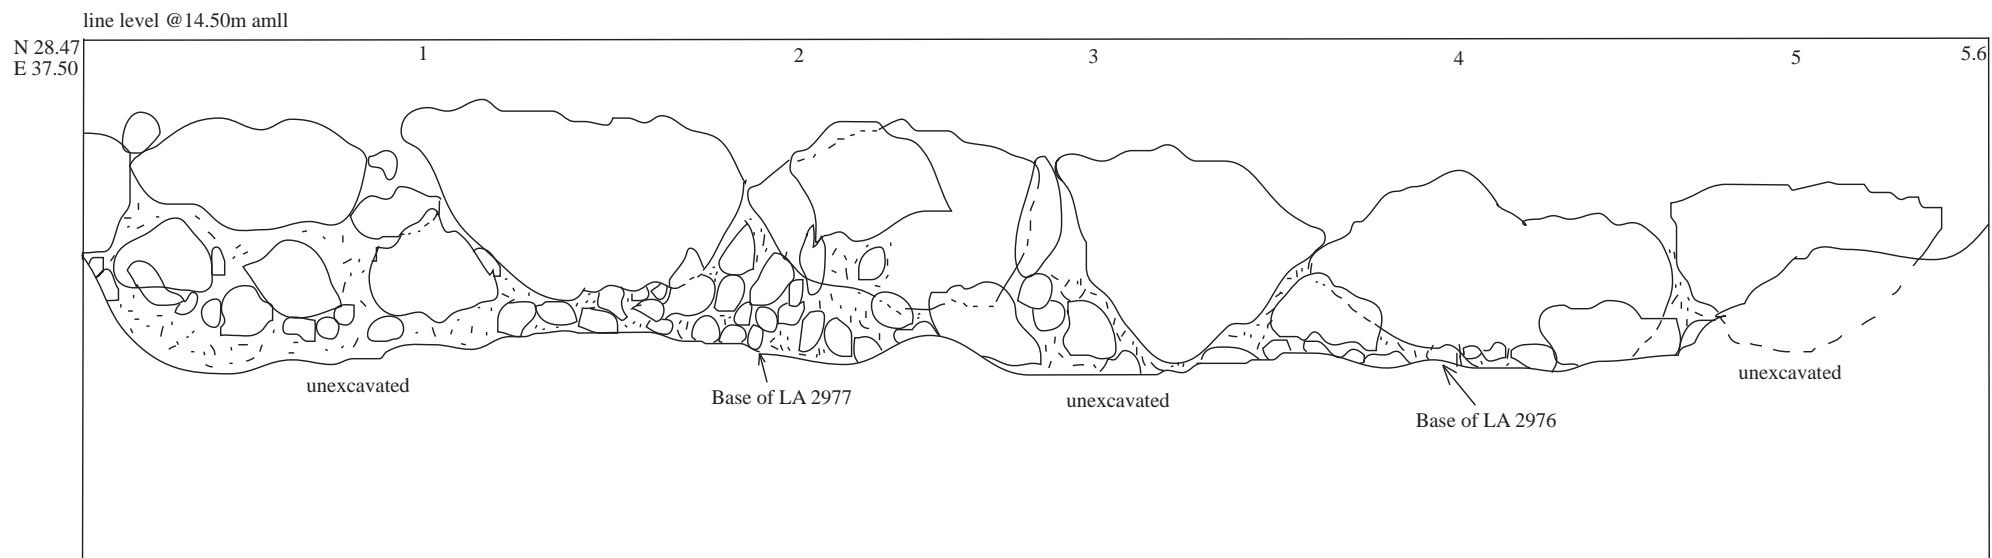 line level @14.50m amll
N 28.47
E 37.50
1 2 3 4 5 5.6
unexcavated
Base of LA 2977
unexcavated
Base of LA 2976
unexcavated